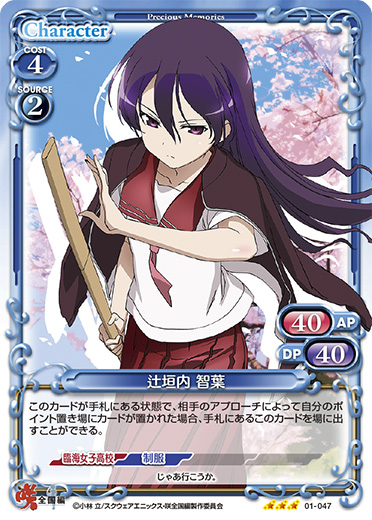 Precious Memories
Character
COST
4
SOURCE
2
40 AP
DP 40
辻垣内 智葉
このカードが手札にある状態で、相手のアプローチによって自分のポ
イント置き場にカードが置かれた場合、手札にあるこのカードを場に出
すことができる。
臨海女子高校 制服
じゃあ行こうか。
咲 全国編
©小林 立/スクウェアエニックス・咲全国編製作委員会
★★★ 01-047